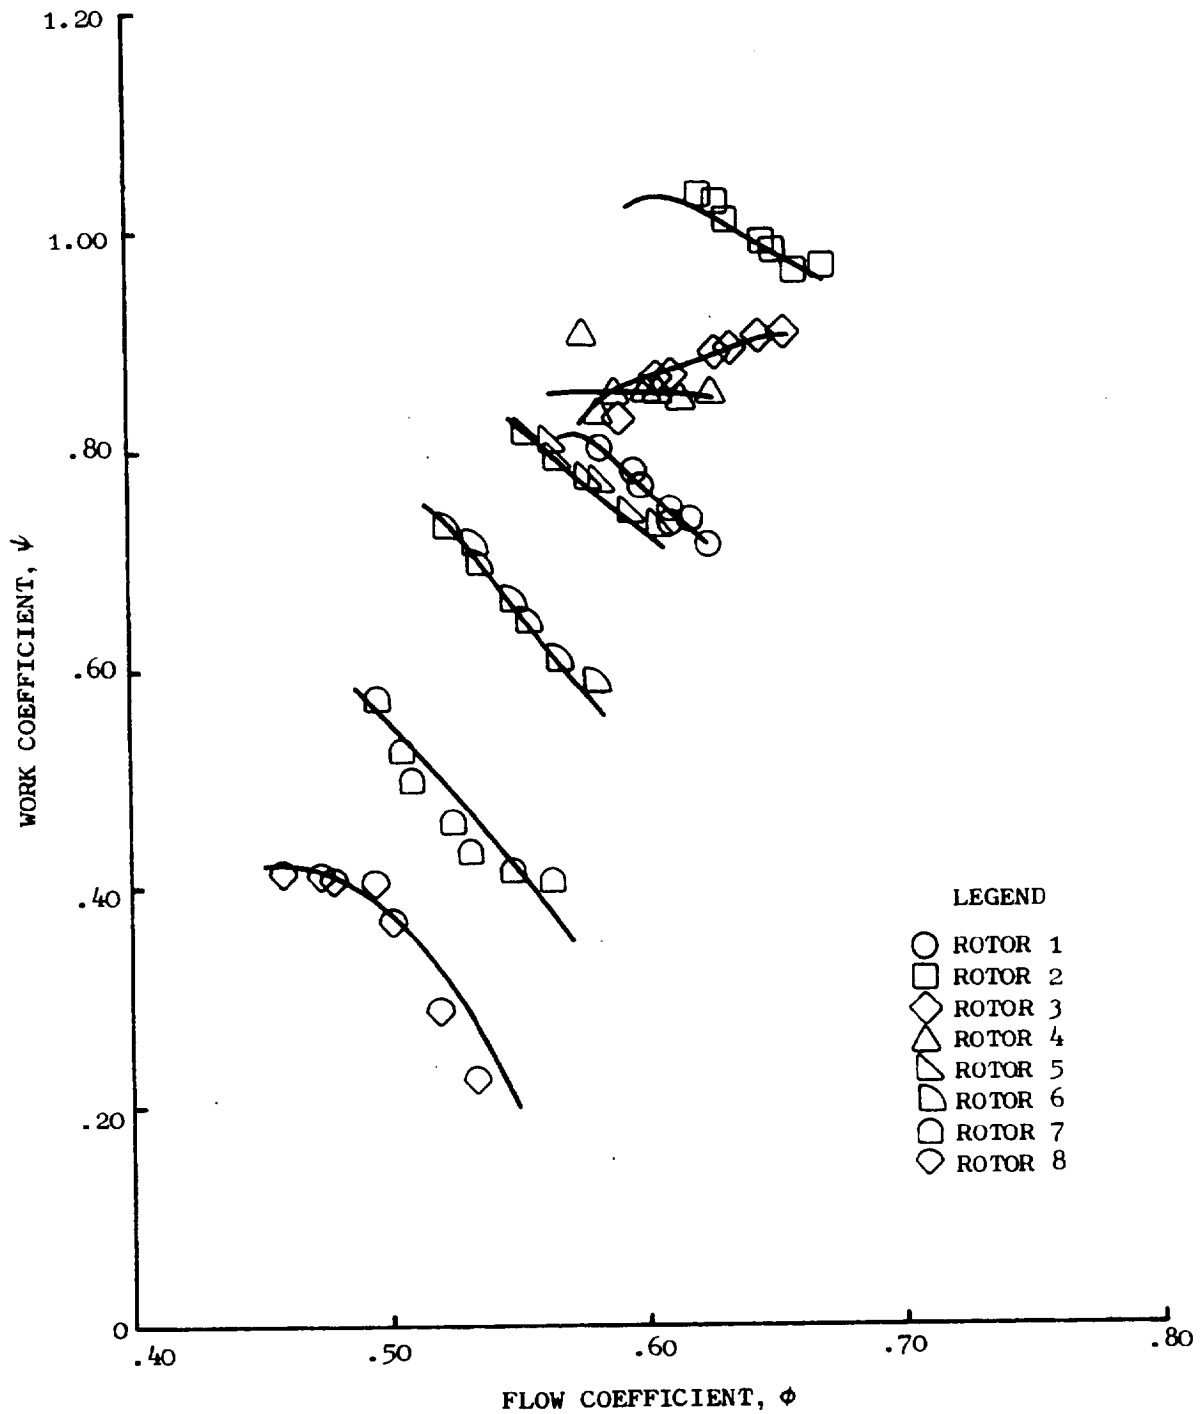 1.20
1.00
.80
.60
.40
.20
0
WORK COEFFICIENT, ψ
.40 .50 .60 .70 .80
FLOW COEFFICIENT, ϕ
LEGEND
ROTOR 1
ROTOR 2
ROTOR 3
ROTOR 4
ROTOR 5
ROTOR 6
ROTOR 7
ROTOR 8